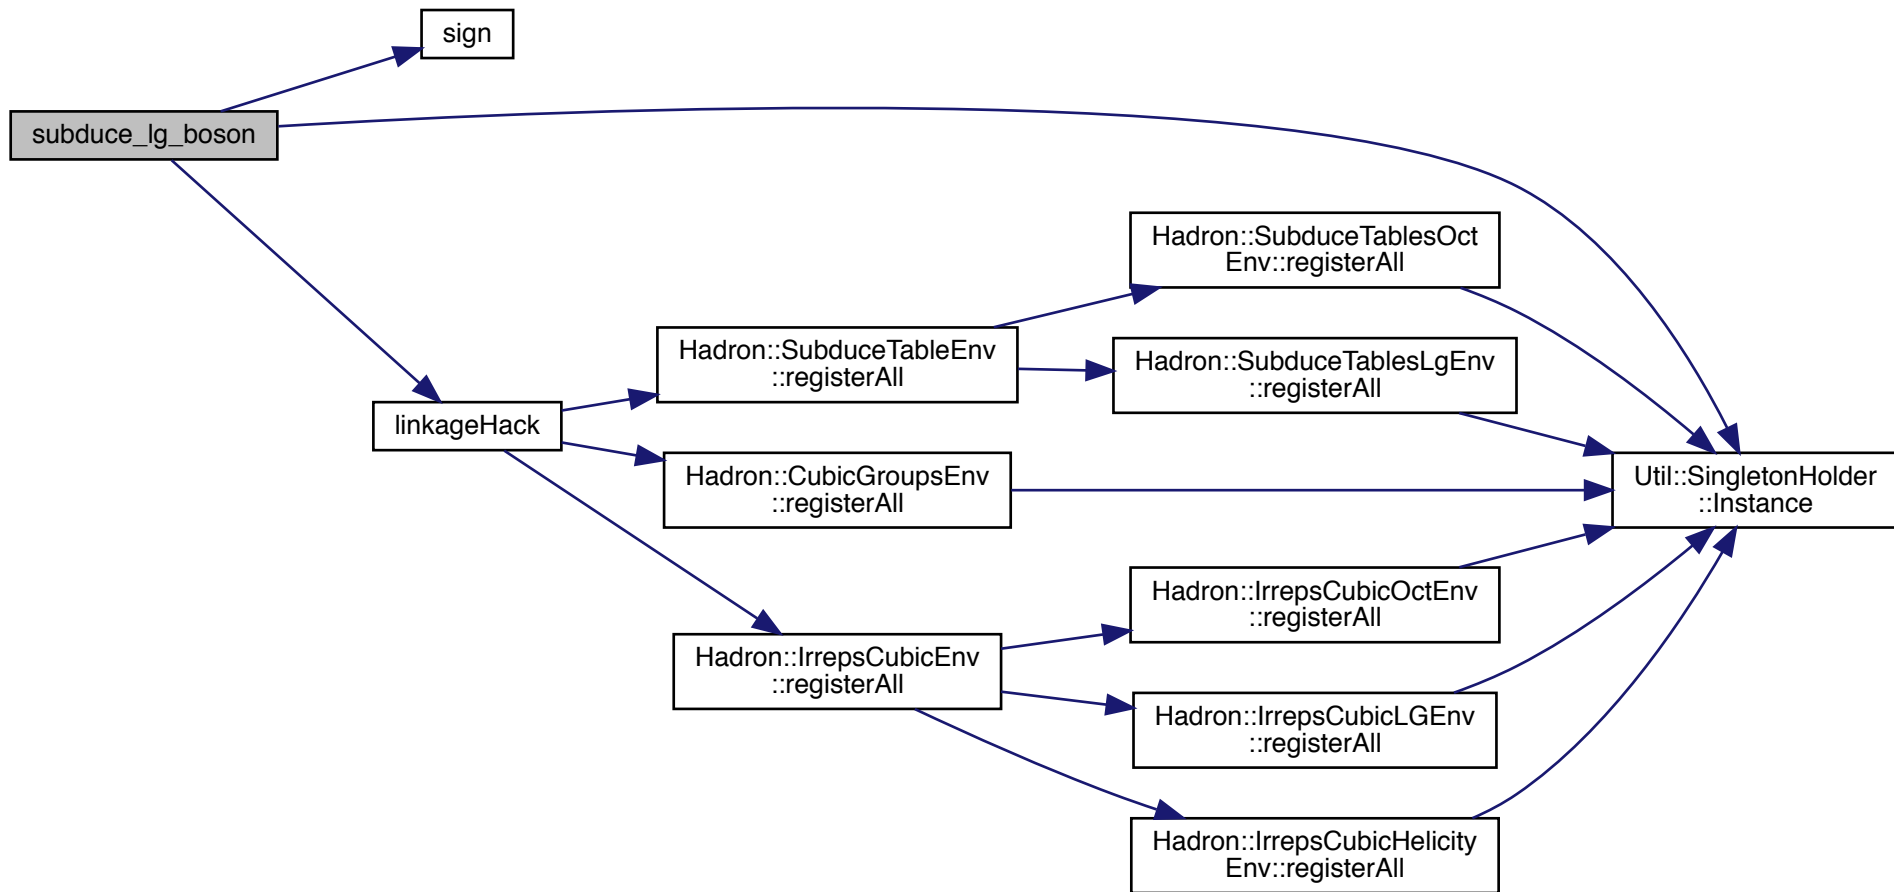 sign
subduce_lg_boson
Hadron::SubduceTablesOct
Env::registerAll
Hadron::SubduceTableEnv
::registerAll
Hadron::SubduceTablesLgEnv
::registerAll
linkageHack
Hadron::CubicGroupsEnv
::registerAll
Util::SingletonHolder
::Instance
Hadron::IrrepsCubicOctEnv
::registerAll
Hadron::IrrepsCubicEnv
::registerAll
Hadron::IrrepsCubicLGEnv
::registerAll
Hadron::IrrepsCubicHelicity
Env::registerAll